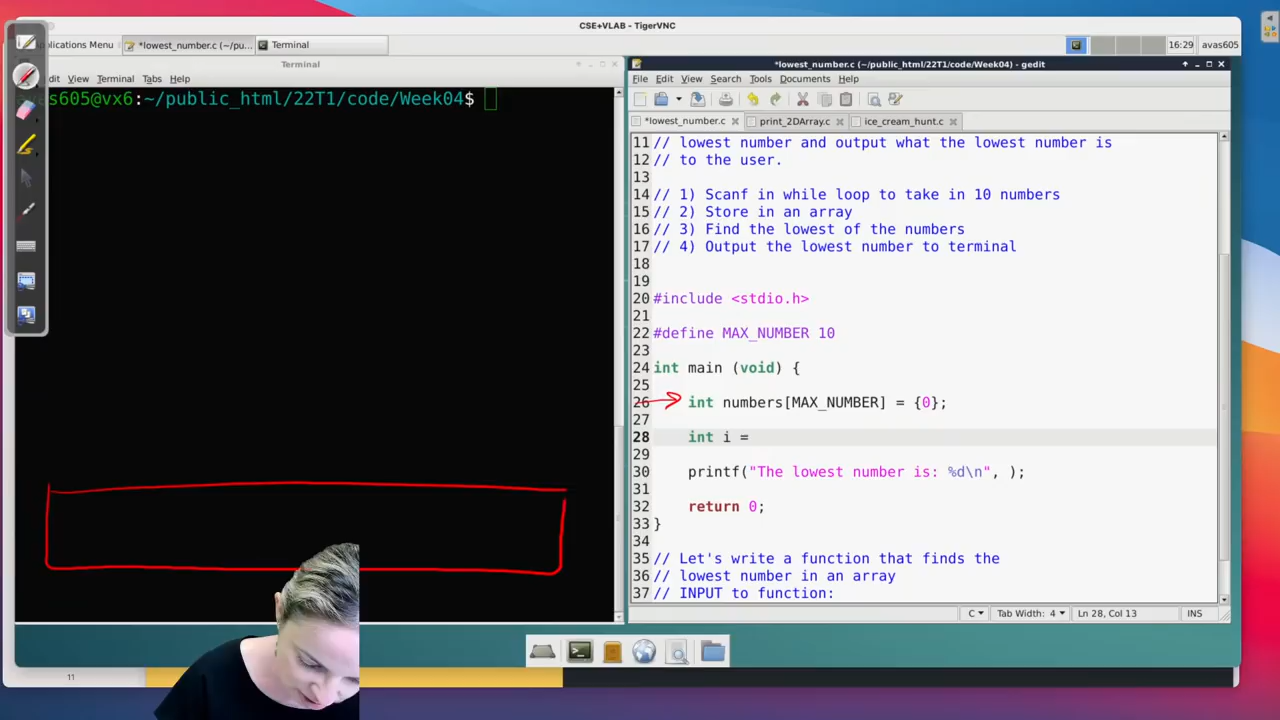 CSE+VLAB - TigerVNC
pplications Menu
*lowest_number.c (~/pu...
Terminal
16:29
avas605
Terminal
*lowest_number.c (~/public_html/22T1/code/Week04) - gedit
dit View Terminal Tabs Help
File Edit View Search Tools Documents Help
s605@vx6:~/public_html/22T1/code/Week04$
*lowest_number.c
print_2DArray.c
ice_cream_hunt.c
11 // lowest number and output what the lowest number is
12 // to the user.
13
14 // 1) Scanf in while loop to take in 10 numbers
15 // 2) Store in an array
16 // 3) Find the lowest of the numbers
17 // 4) Output the lowest number to terminal
18
19
20 #include <stdio.h>
21
22 #define MAX_NUMBER 10
23
24 int main (void) {
25
26 int numbers[MAX_NUMBER] = {0};
27
28 int i =
29
30 printf("The lowest number is: %d\n", );
31
32 return 0;
33 }
34
35 // Let's write a function that finds the
36 // lowest number in an array
37 // INPUT to function:
C
Tab Width: 4
Ln 28, Col 13
INS
11